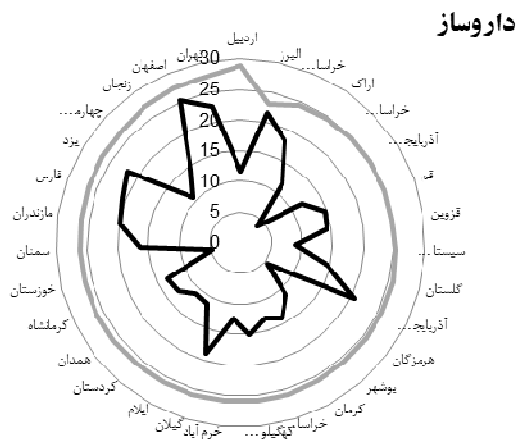 داروساز
اردبیل
البرز
خراسا...
اراک
خراسا...
آذربایج...
ق
قزوین
سیستا...
گلستان
آذربایج...
هرمزگان
بوشهر
کرمان
خراسا...
کهگیلو...
خرم آباد
گیلان
ایلام
کردستان
همدان
کرمانشاه
خوزستان
سمنان
مازندران
فارس
یزد
چهارم...
زنجان
اصفهان
تهران
30
25
20
15
10
5
0